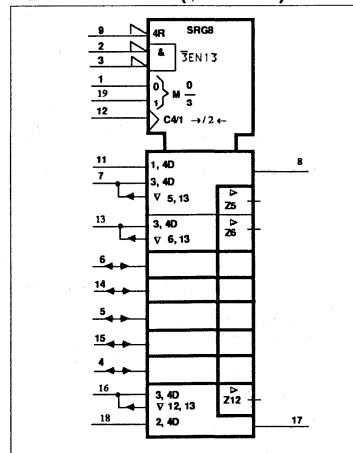 9 4R SRG8
2 & 3EN13
3
1 0 M 0
19 1 3
12 C4/1 →/2 ←
11 1, 4D 8
7 3, 4D
▽ 5, 13 Z5
13 3, 4D Z6
▽ 6, 13
6
14
5
15
4
16 3, 4D
▽ 12, 13 Z12
18 2, 4D 17